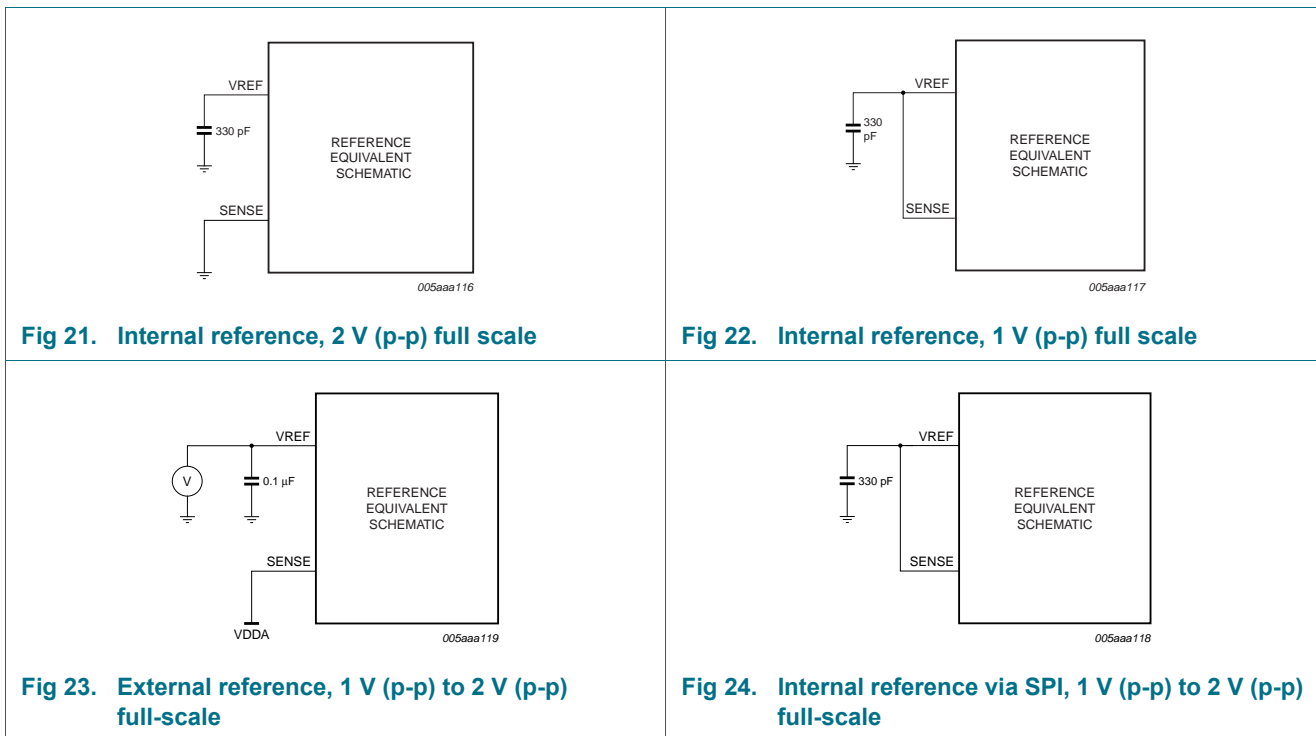 VREF
330 pF
REFERENCE
EQUIVALENT
SCHEMATIC
SENSE
005aaa116
Fig 21. Internal reference, 2 V (p-p) full scale
VREF
330
pF
REFERENCE
EQUIVALENT
SCHEMATIC
SENSE
005aaa117
Fig 22. Internal reference, 1 V (p-p) full scale
VREF
V
0.1 μF
REFERENCE
EQUIVALENT
SCHEMATIC
SENSE
VDDA
005aaa119
Fig 23. External reference, 1 V (p-p) to 2 V (p-p)
full-scale
VREF
330 pF
REFERENCE
EQUIVALENT
SCHEMATIC
SENSE
005aaa118
Fig 24. Internal reference via SPI, 1 V (p-p) to 2 V (p-p)
full-scale